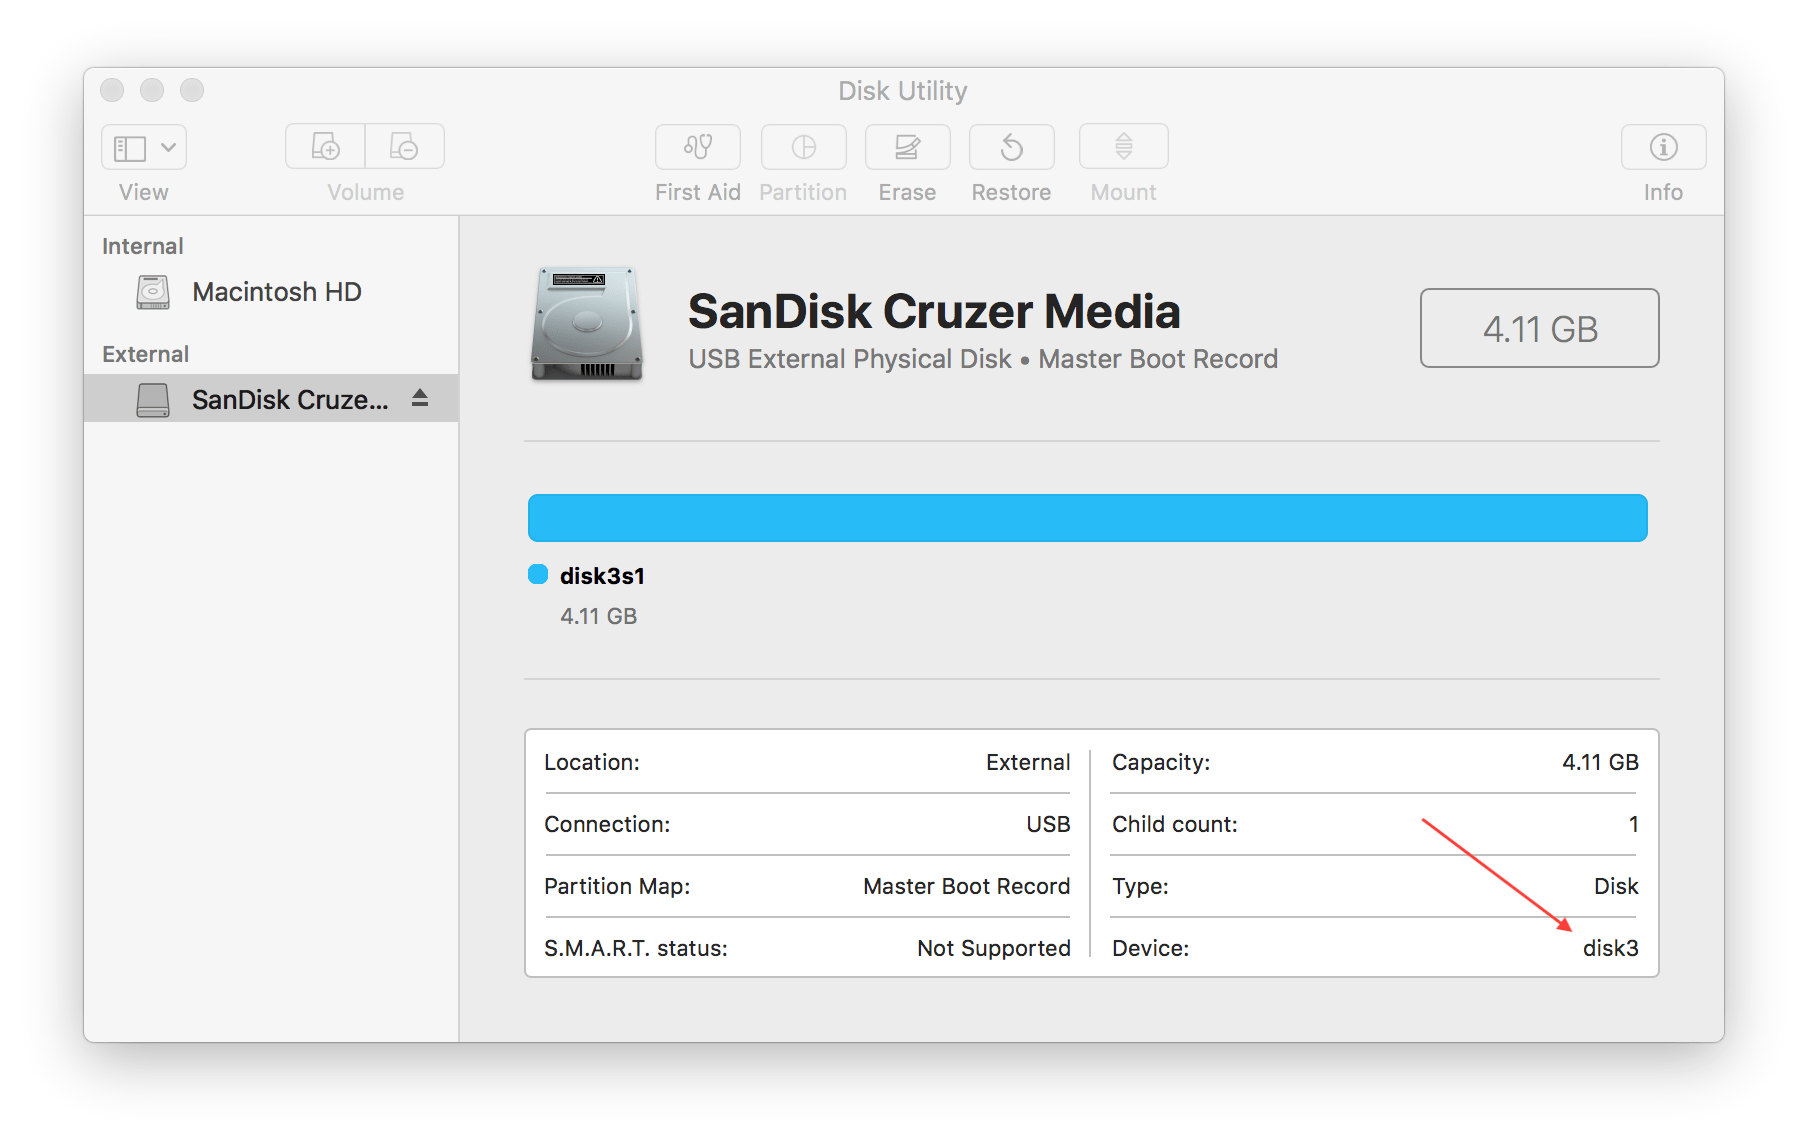 Disk Utility
View
Volume
First Aid
Partition
Erase
Restore
Mount
Info
Internal
Macintosh HD
External
SanDisk Cruze...
SanDisk Cruzer Media
USB External Physical Disk • Master Boot Record
4.11 GB
disk3s1
4.11 GB
Location: External
Connection: USB
Partition Map: Master Boot Record
S.M.A.R.T. status: Not Supported
Capacity: 4.11 GB
Child count: 1
Type: Disk
Device: disk3